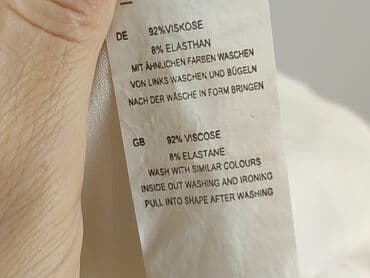 DE 92%VISKOSE
8% ELASTHAN
MIT ÄHNLICHEN FARBEN WASCHEN
VON LINKS WASCHEN UND BÜGELN
NACH DER WÄSCHE IN FORM BRINGEN
GB 92% VISCOSE
8% ELASTANE
WASH WITH SIMILAR COLOURS
INSIDE OUT WASHING AND IRONING
PULL INTO SHAPE AFTER WASHING